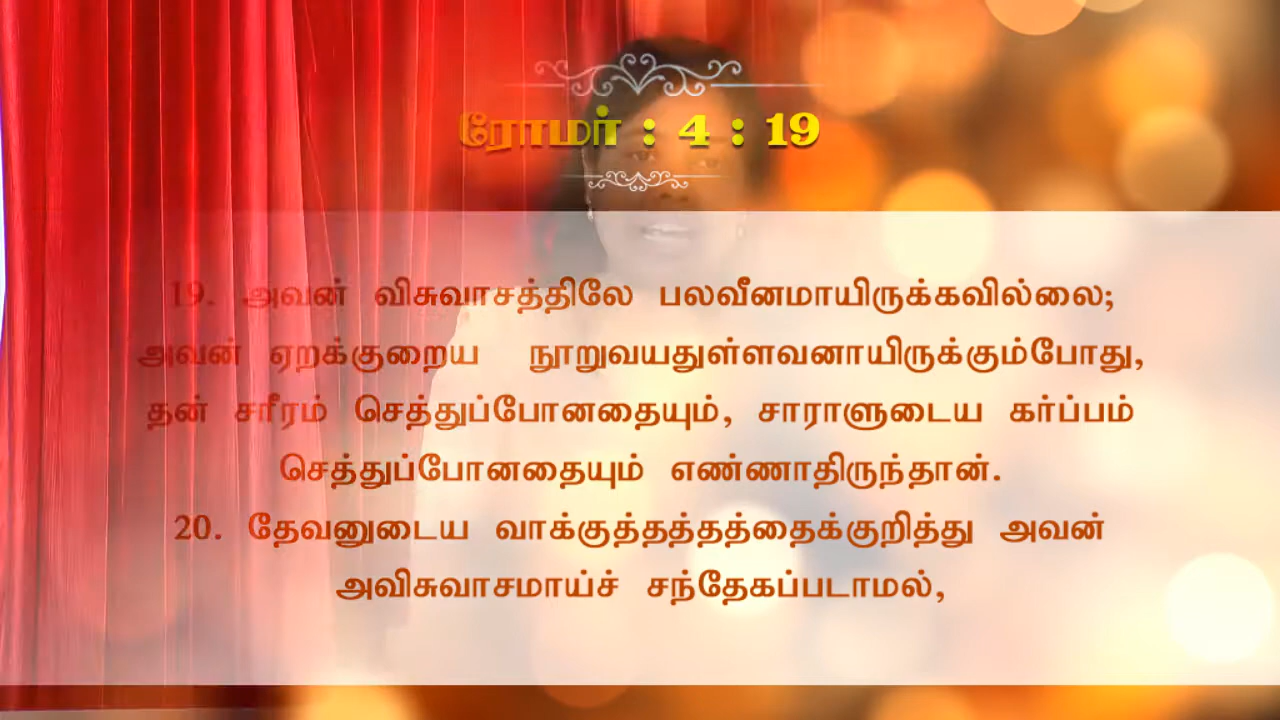 ரோமர் : 4 : 19
19. அவன் விசுவாசத்திலே பலவீனமாயிருக்கவில்லை;
அவன் ஏறக்குறைய நூறுவயதுள்ளவனாயிருக்கும்போது,
தன் சரீரம் செத்துப்போனதையும், சாராளுடைய கர்ப்பம்
செத்துப்போனதையும் எண்ணாதிருந்தான்.
20. தேவனுடைய வாக்குத்தத்தத்தைக்குறித்து அவன்
அவிசுவாசமாய்ச் சந்தேகப்படாமல்,